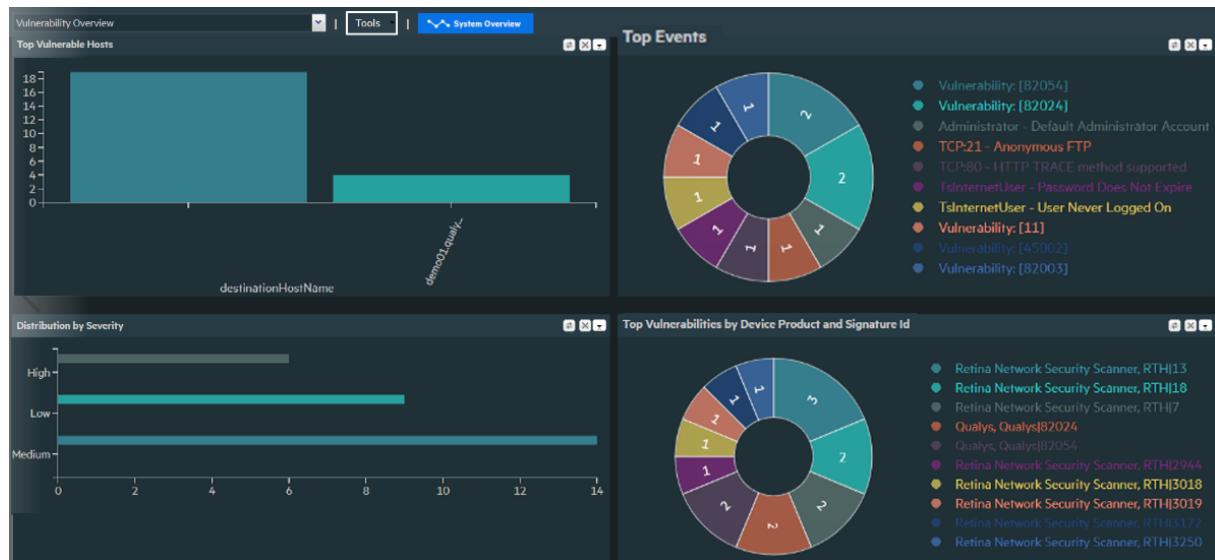 Vulnerability Overview | Tools | System Overview
Top Vulnerable Hosts
18
16
14
12
10
8
6
4
2
0
demo01.qualy...
destinationHostName
Top Events
2
2
1
1
1
1
1
1
1
1
Vulnerability: [82054]
Vulnerability: [82024]
Administrator - Default Administrator Account
TCP:21 - Anonymous FTP
TCP:80 - HTTP TRACE method supported
TsInternetUser - Password Does Not Expire
TsInternetUser - User Never Logged On
Vulnerability: [11]
Vulnerability: [45002]
Vulnerability: [82003]
Distribution by Severity
High
Low
Medium
0 2 4 6 8 10 12 14
Top Vulnerabilities by Device Product and Signature Id
3
2
2
2
2
1
1
1
1
1
Retina Network Security Scanner, RTH|13
Retina Network Security Scanner, RTH|18
Retina Network Security Scanner, RTH|7
Qualys, Qualys|82024
Qualys, Qualys|82054
Retina Network Security Scanner, RTH|2944
Retina Network Security Scanner, RTH|3018
Retina Network Security Scanner, RTH|3019
Retina Network Security Scanner, RTH|3172
Retina Network Security Scanner, RTH|3250